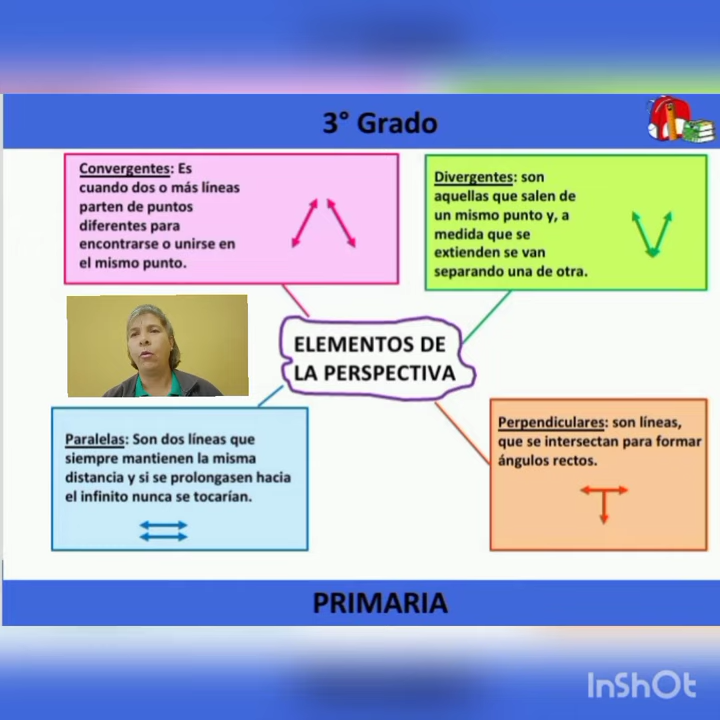 3° Grado
Convergentes: Es
cuando dos o más líneas
parten de puntos
diferentes para
encontrarse o unirse en
el mismo punto.
Divergentes: son
aquellas que salen de
un mismo punto y, a
medida que se
extienden se van
separando una de otra.
ELEMENTOS DE
LA PERSPECTIVA
Paralelas: Son dos líneas que
siempre mantienen la misma
distancia y si se prolongasen hacia
el infinito nunca se tocarían.
Perpendiculares: son líneas,
que se intersectan para formar
ángulos rectos.
PRIMARIA
InShOt